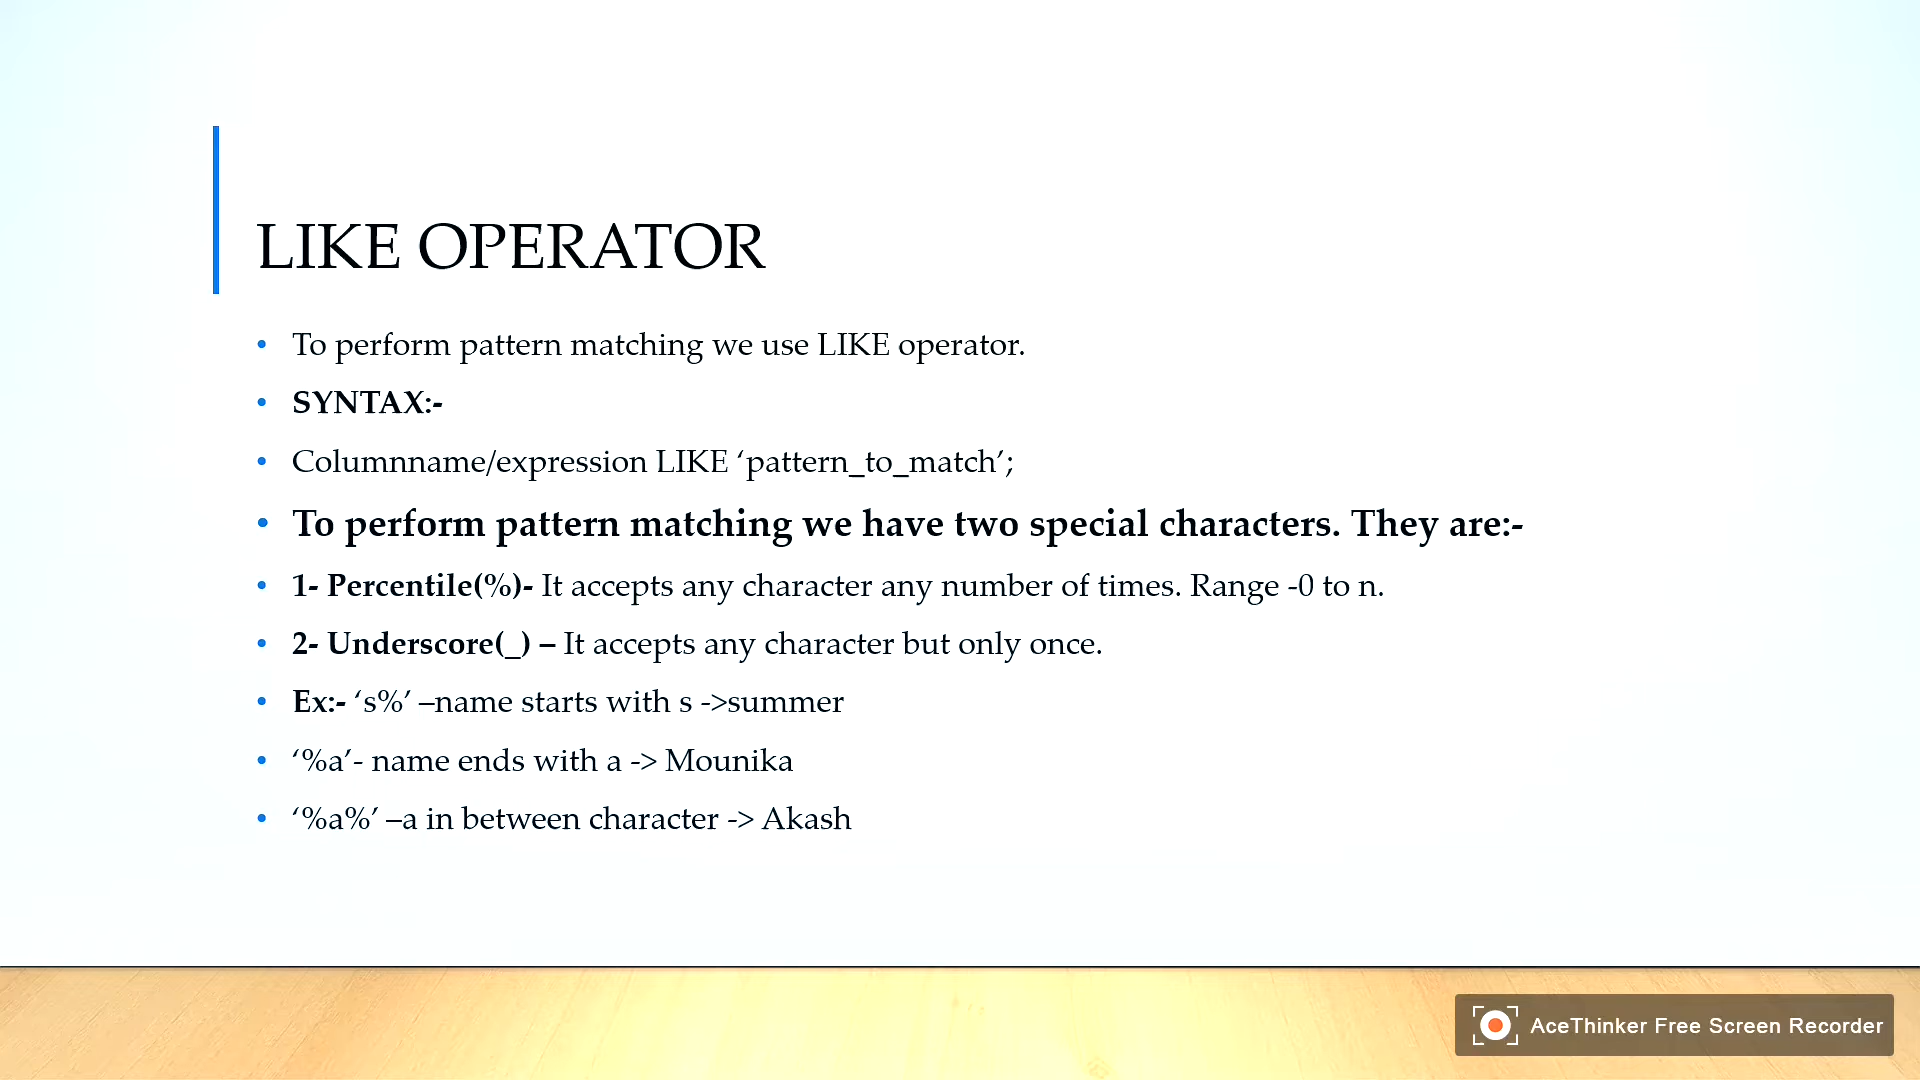 LIKE OPERATOR
• To perform pattern matching we use LIKE operator.
• SYNTAX:-
• Columnname/expression LIKE ‘pattern_to_match’;
• To perform pattern matching we have two special characters. They are:-
• 1- Percentile(%)- It accepts any character any number of times. Range -0 to n.
• 2- Underscore(_) – It accepts any character but only once.
• Ex:- ‘s%’ –name starts with s ->summer
• ‘%a’- name ends with a -> Mounika
• ‘%a%’ –a in between character -> Akash
AceThinker Free Screen Recorder